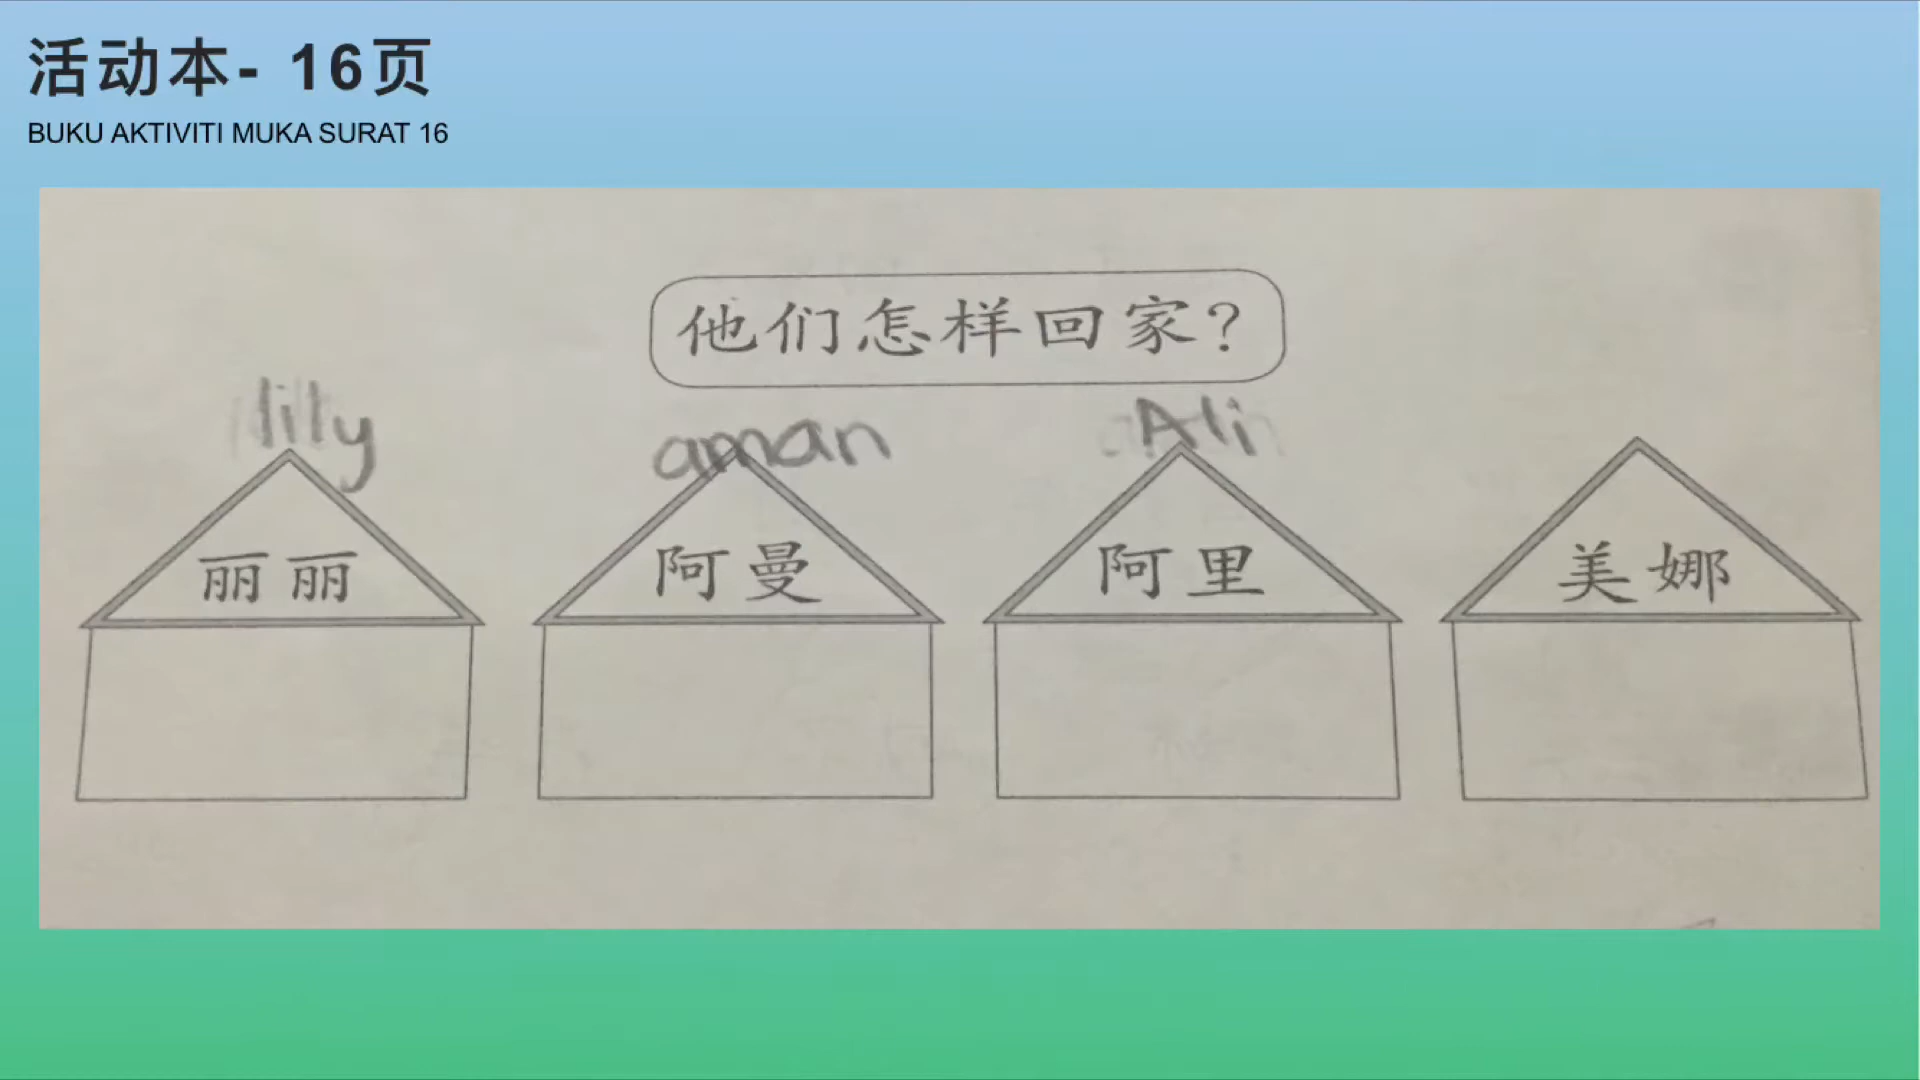 活动本- 16页
BUKU AKTIVITI MUKA SURAT 16
他们怎样回家?
lily aman Ali
丽丽 阿曼 阿里 美娜